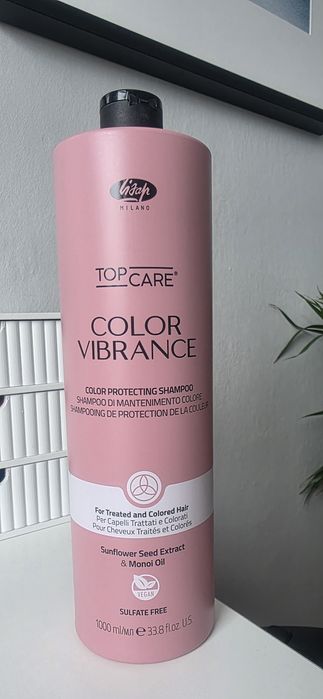 Lisap
MILANO
TOP CARE®
COLOR
VIBRANCE
COLOR PROTECTING SHAMPOO
SHAMPOO DI MANTENIMENTO COLORE
SHAMPOOING DE PROTECTION DE LA COULEUR
For Treated and Colored Hair
Per Capelli Trattati e Colorati
Pour Cheveux Traités et Colorés
Sunflower Seed Extract
& Monoi Oil
VEGAN
SULFATE FREE
1000 ml/мл ℮ 33.8 fl.oz. U.S.